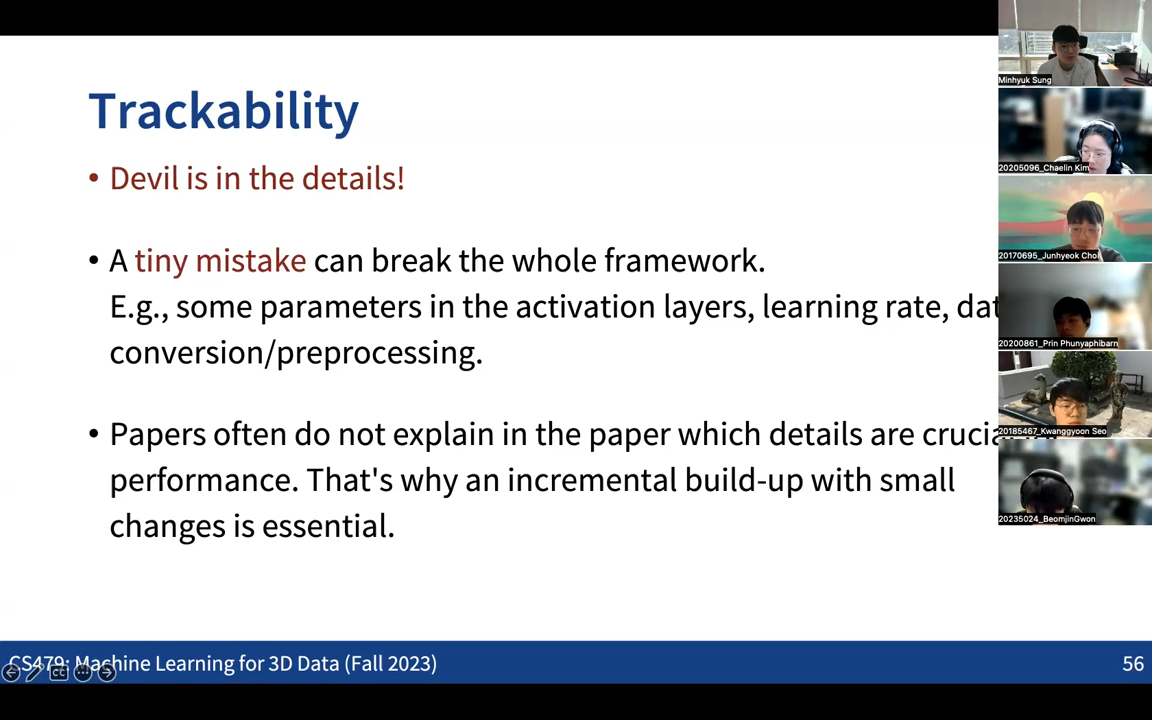 Trackability
• Devil is in the details!
• A tiny mistake can break the whole framework.
E.g., some parameters in the activation layers, learning rate, dat
conversion/preprocessing.
• Papers often do not explain in the paper which details are crucia
performance. That's why an incremental build-up with small
changes is essential.
CS479: Machine Learning for 3D Data (Fall 2023)
56
Minhyuk Sung
20205096_Chaelin Kim
20170695_Junhyeok Choi
20200861_Prin Phunyaphibarn
20185467_Kwanggyoon Seo
20235024_BeomjinGwon